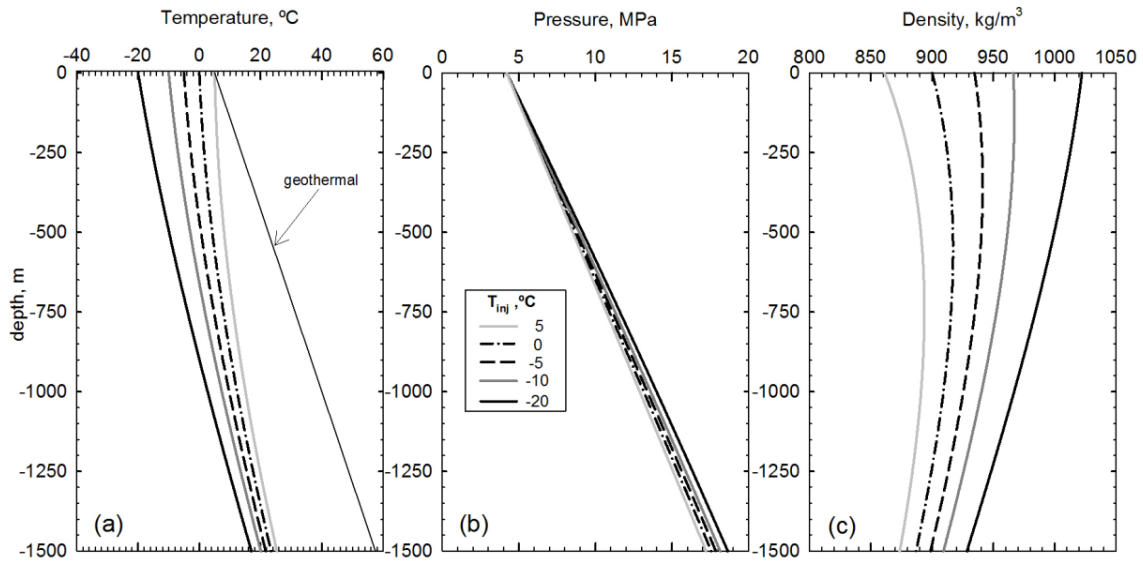 Temperature, ºC
Pressure, MPa
Density, kg/m³
-40 -20 0 20 40 60
0 5 10 15 20
800 850 900 950 1000 1050
0
-250
-500
-750
-1000
-1250
-1500
depth, m
geothermal
(a)
0
-250
-500
-750
-1000
-1250
-1500
T inj ,ºC
5
0
-5
-10
-20
(b)
0
-250
-500
-750
-1000
-1250
-1500
(c)